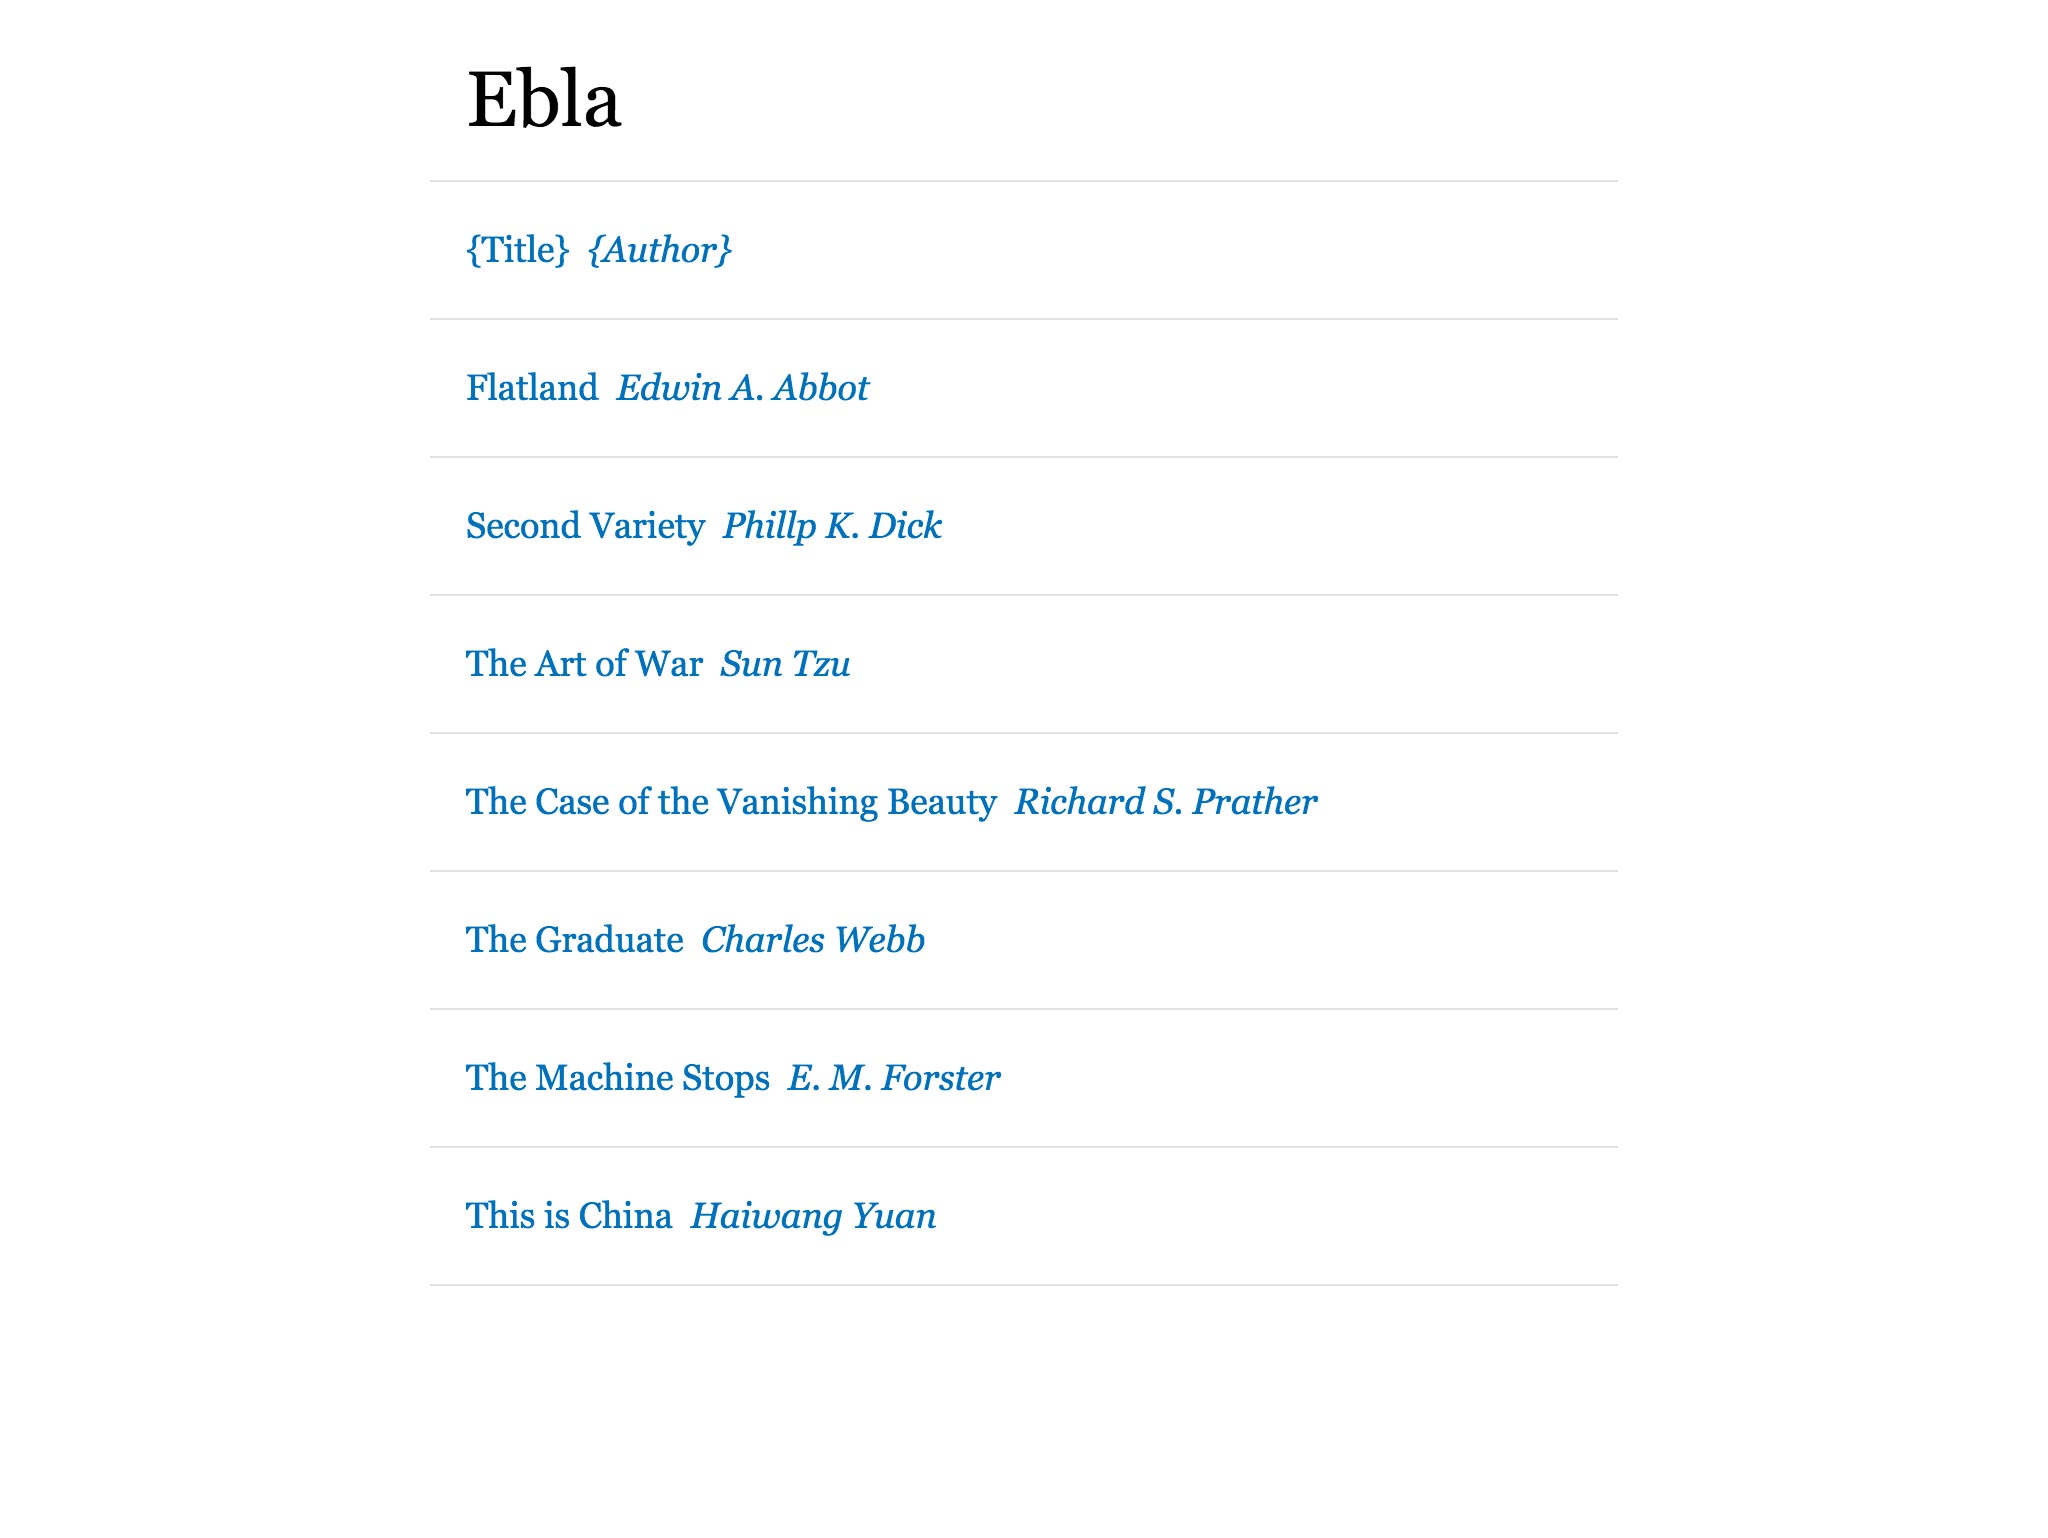 Ebla
{Title} {Author}
Flatland Edwin A. Abbot
Second Variety Phillp K. Dick
The Art of War Sun Tzu
The Case of the Vanishing Beauty Richard S. Prather
The Graduate Charles Webb
The Machine Stops E. M. Forster
This is China Haiwang Yuan